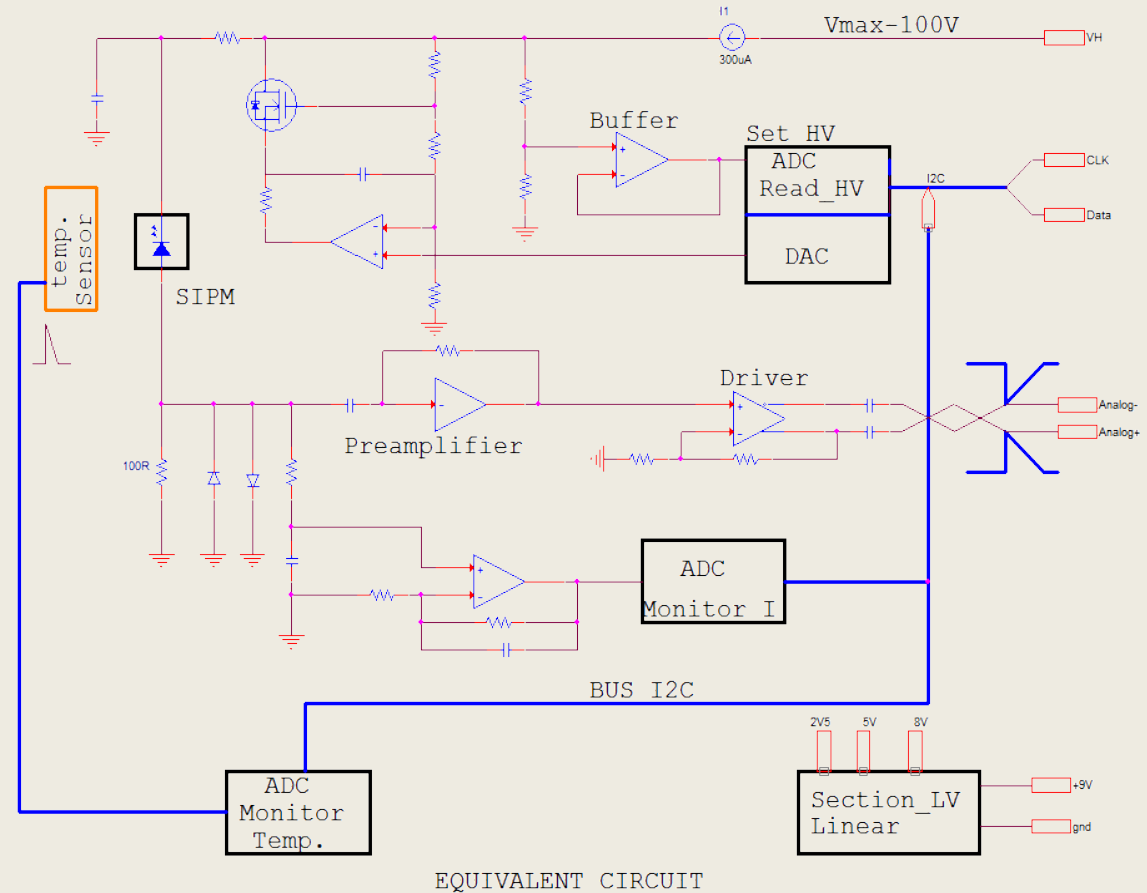 I1
Vmax-100V
VH
300uA
Buffer
Set HV
ADC
Read_HV
DAC
I2C
CLK
Data
temp.
Sensor
SIPM
Driver
Preamplifier
Analog-
Analog+
100R
ADC
Monitor I
BUS I2C
2V5
5V
8V
ADC
Monitor
Temp.
Section_LV
Linear
+9V
gnd
EQUIVALENT CIRCUIT